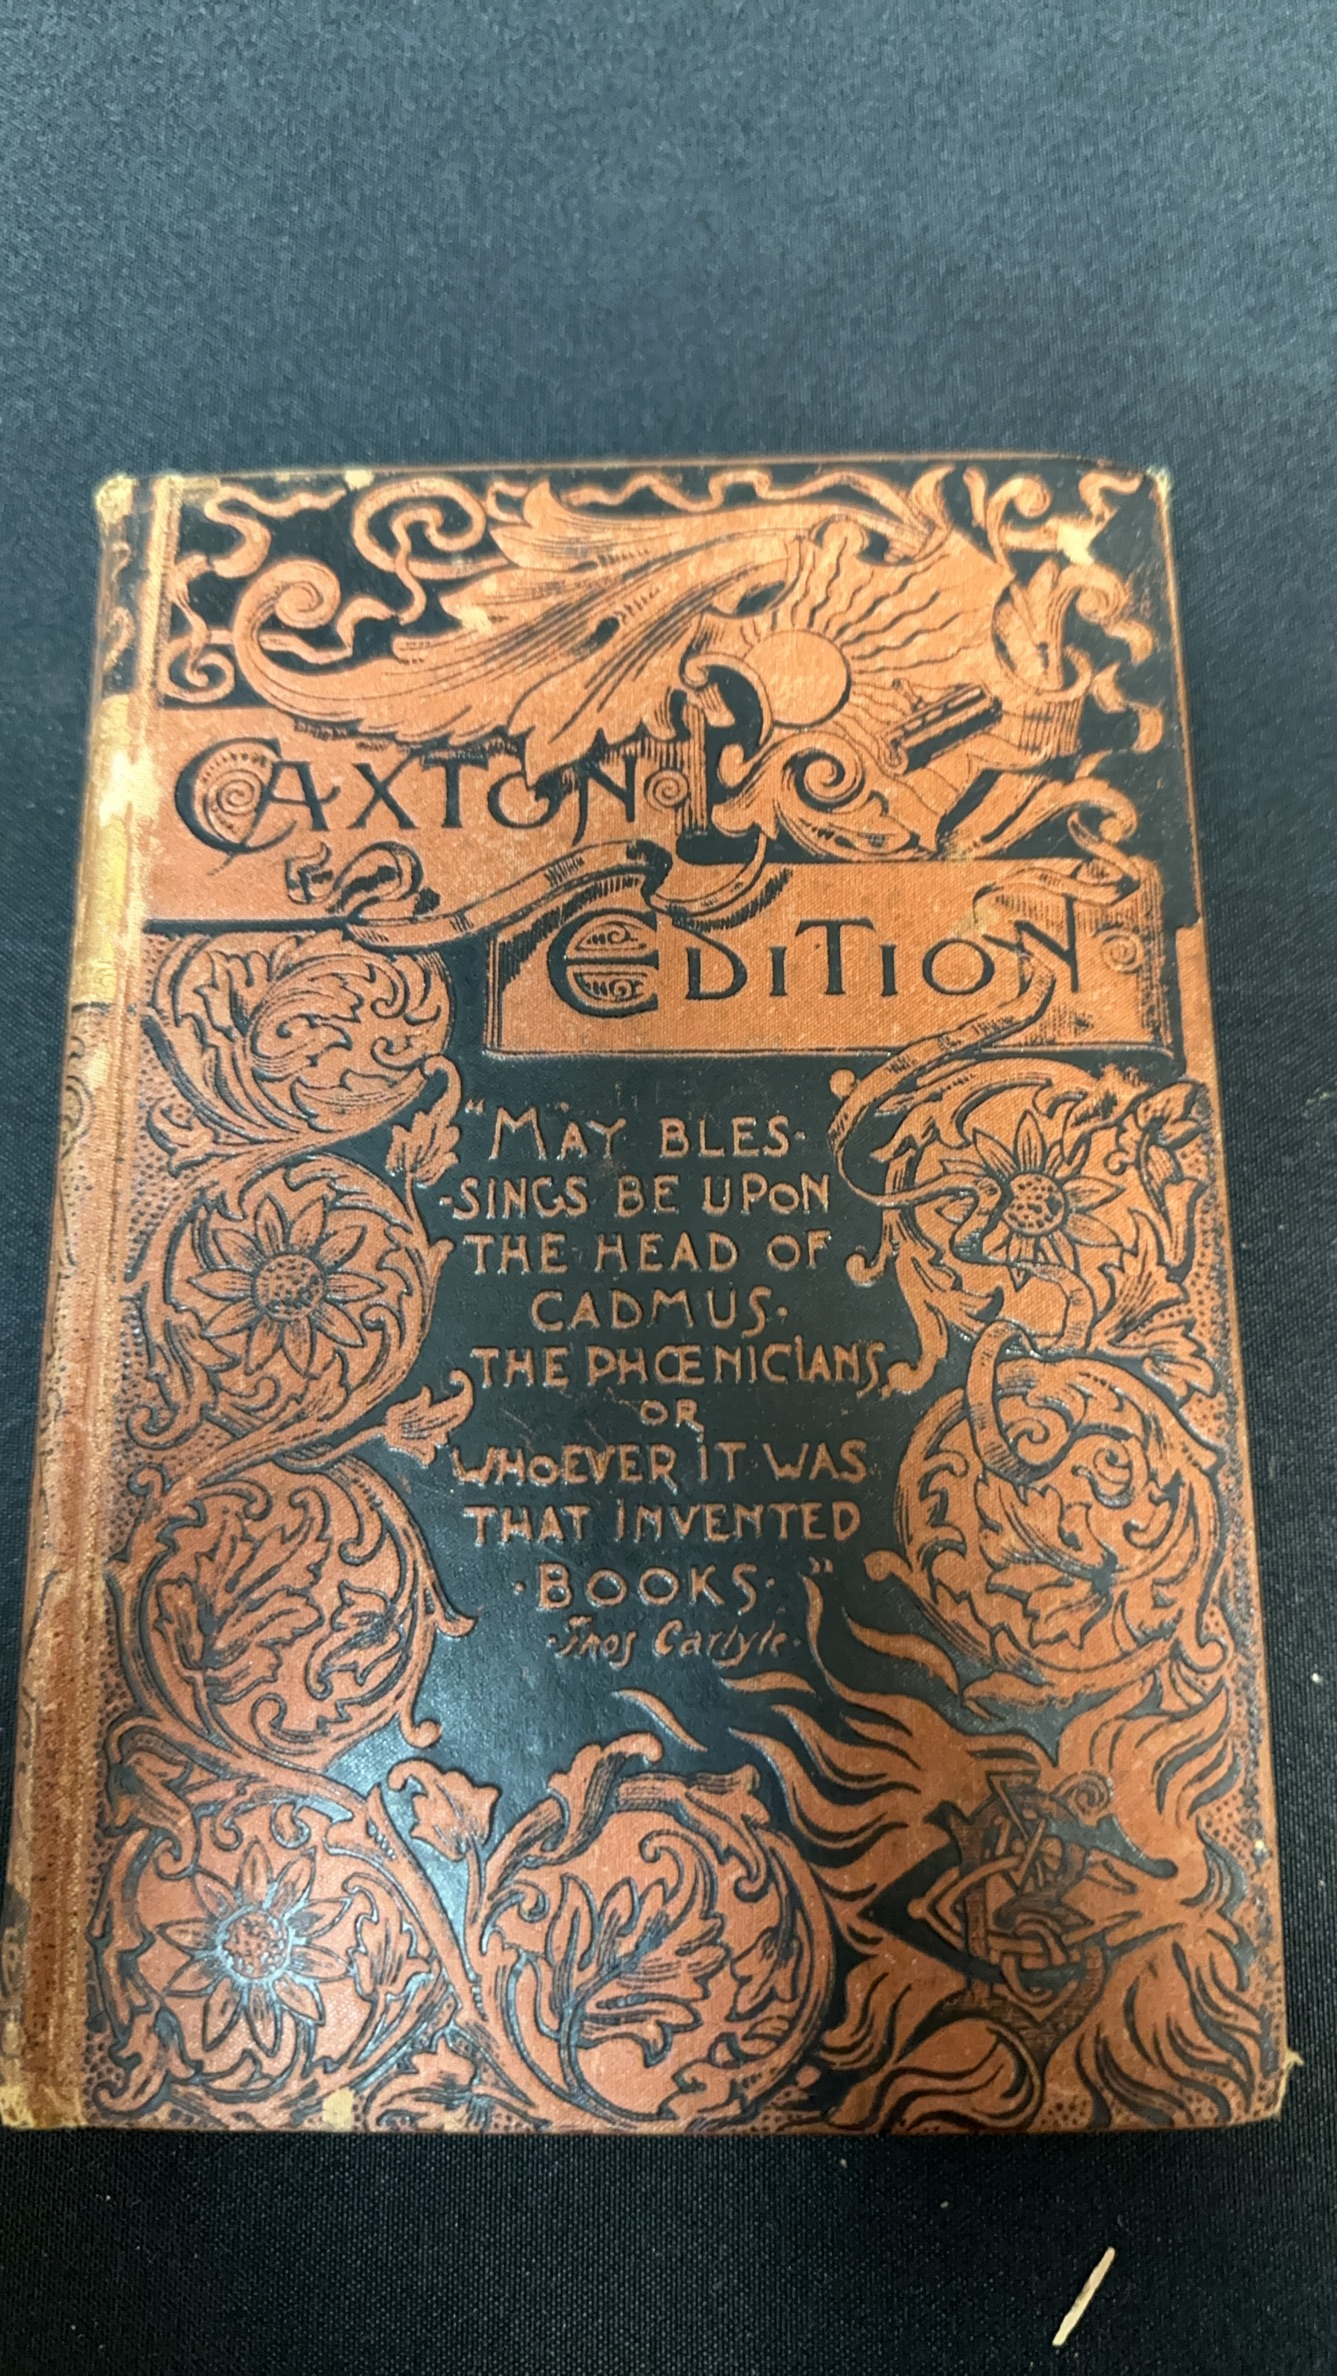 CAXTON
EDITION
"MAY BLES-
-SINGS BE UPON
THE HEAD OF
CADMUS·
THE PHŒNICIANS,
OR
WHOEVER IT WAS
THAT INVENTED
·BOOKS·"
·Thos Carlyle·